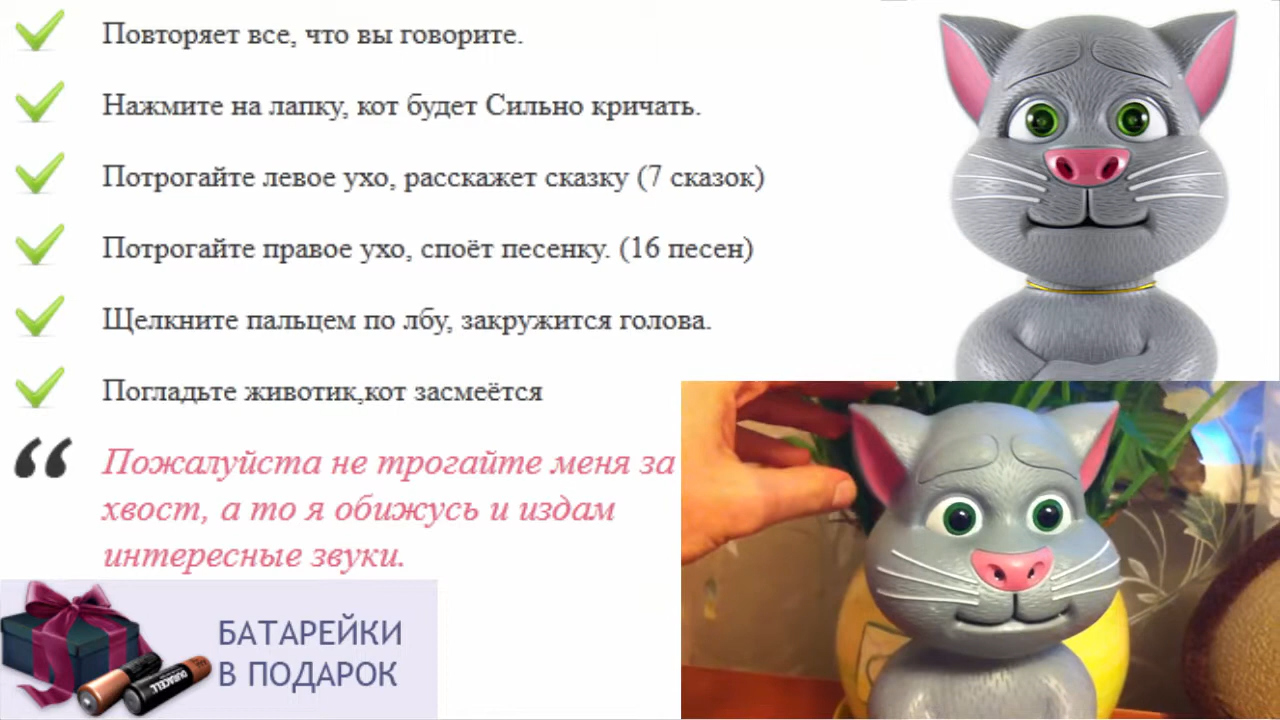 Повторяет все, что вы говорите.
Нажмите на лапку, кот будет Сильно кричать.
Потрогайте левое ухо, расскажет сказку (7 сказок)
Потрогайте правое ухо, споёт песенку. (16 песен)
Щелкните пальцем по лбу, закружится голова.
Погладьте животик,кот засмеётся
“ Пожалуйста не трогайте меня за
хвост, а то я обижусь и издам
интересные звуки.
БАТАРЕЙКИ
В ПОДАРОК
DURACELL